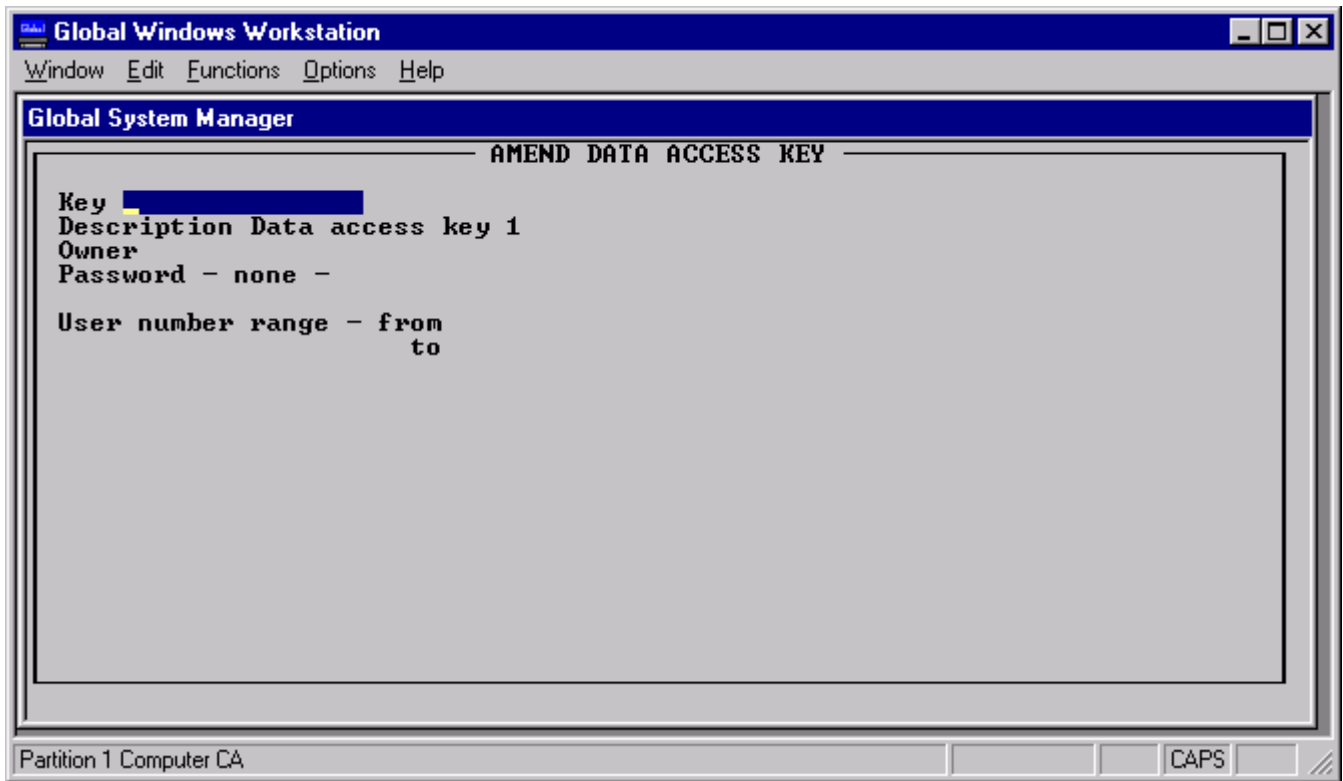 Global Windows Workstation
Window Edit Functions Options Help
Global System Manager
AMEND DATA ACCESS KEY
Key
Description Data access key 1
Owner
Password - none -
User number range - from
to
Partition 1 Computer CA CAPS